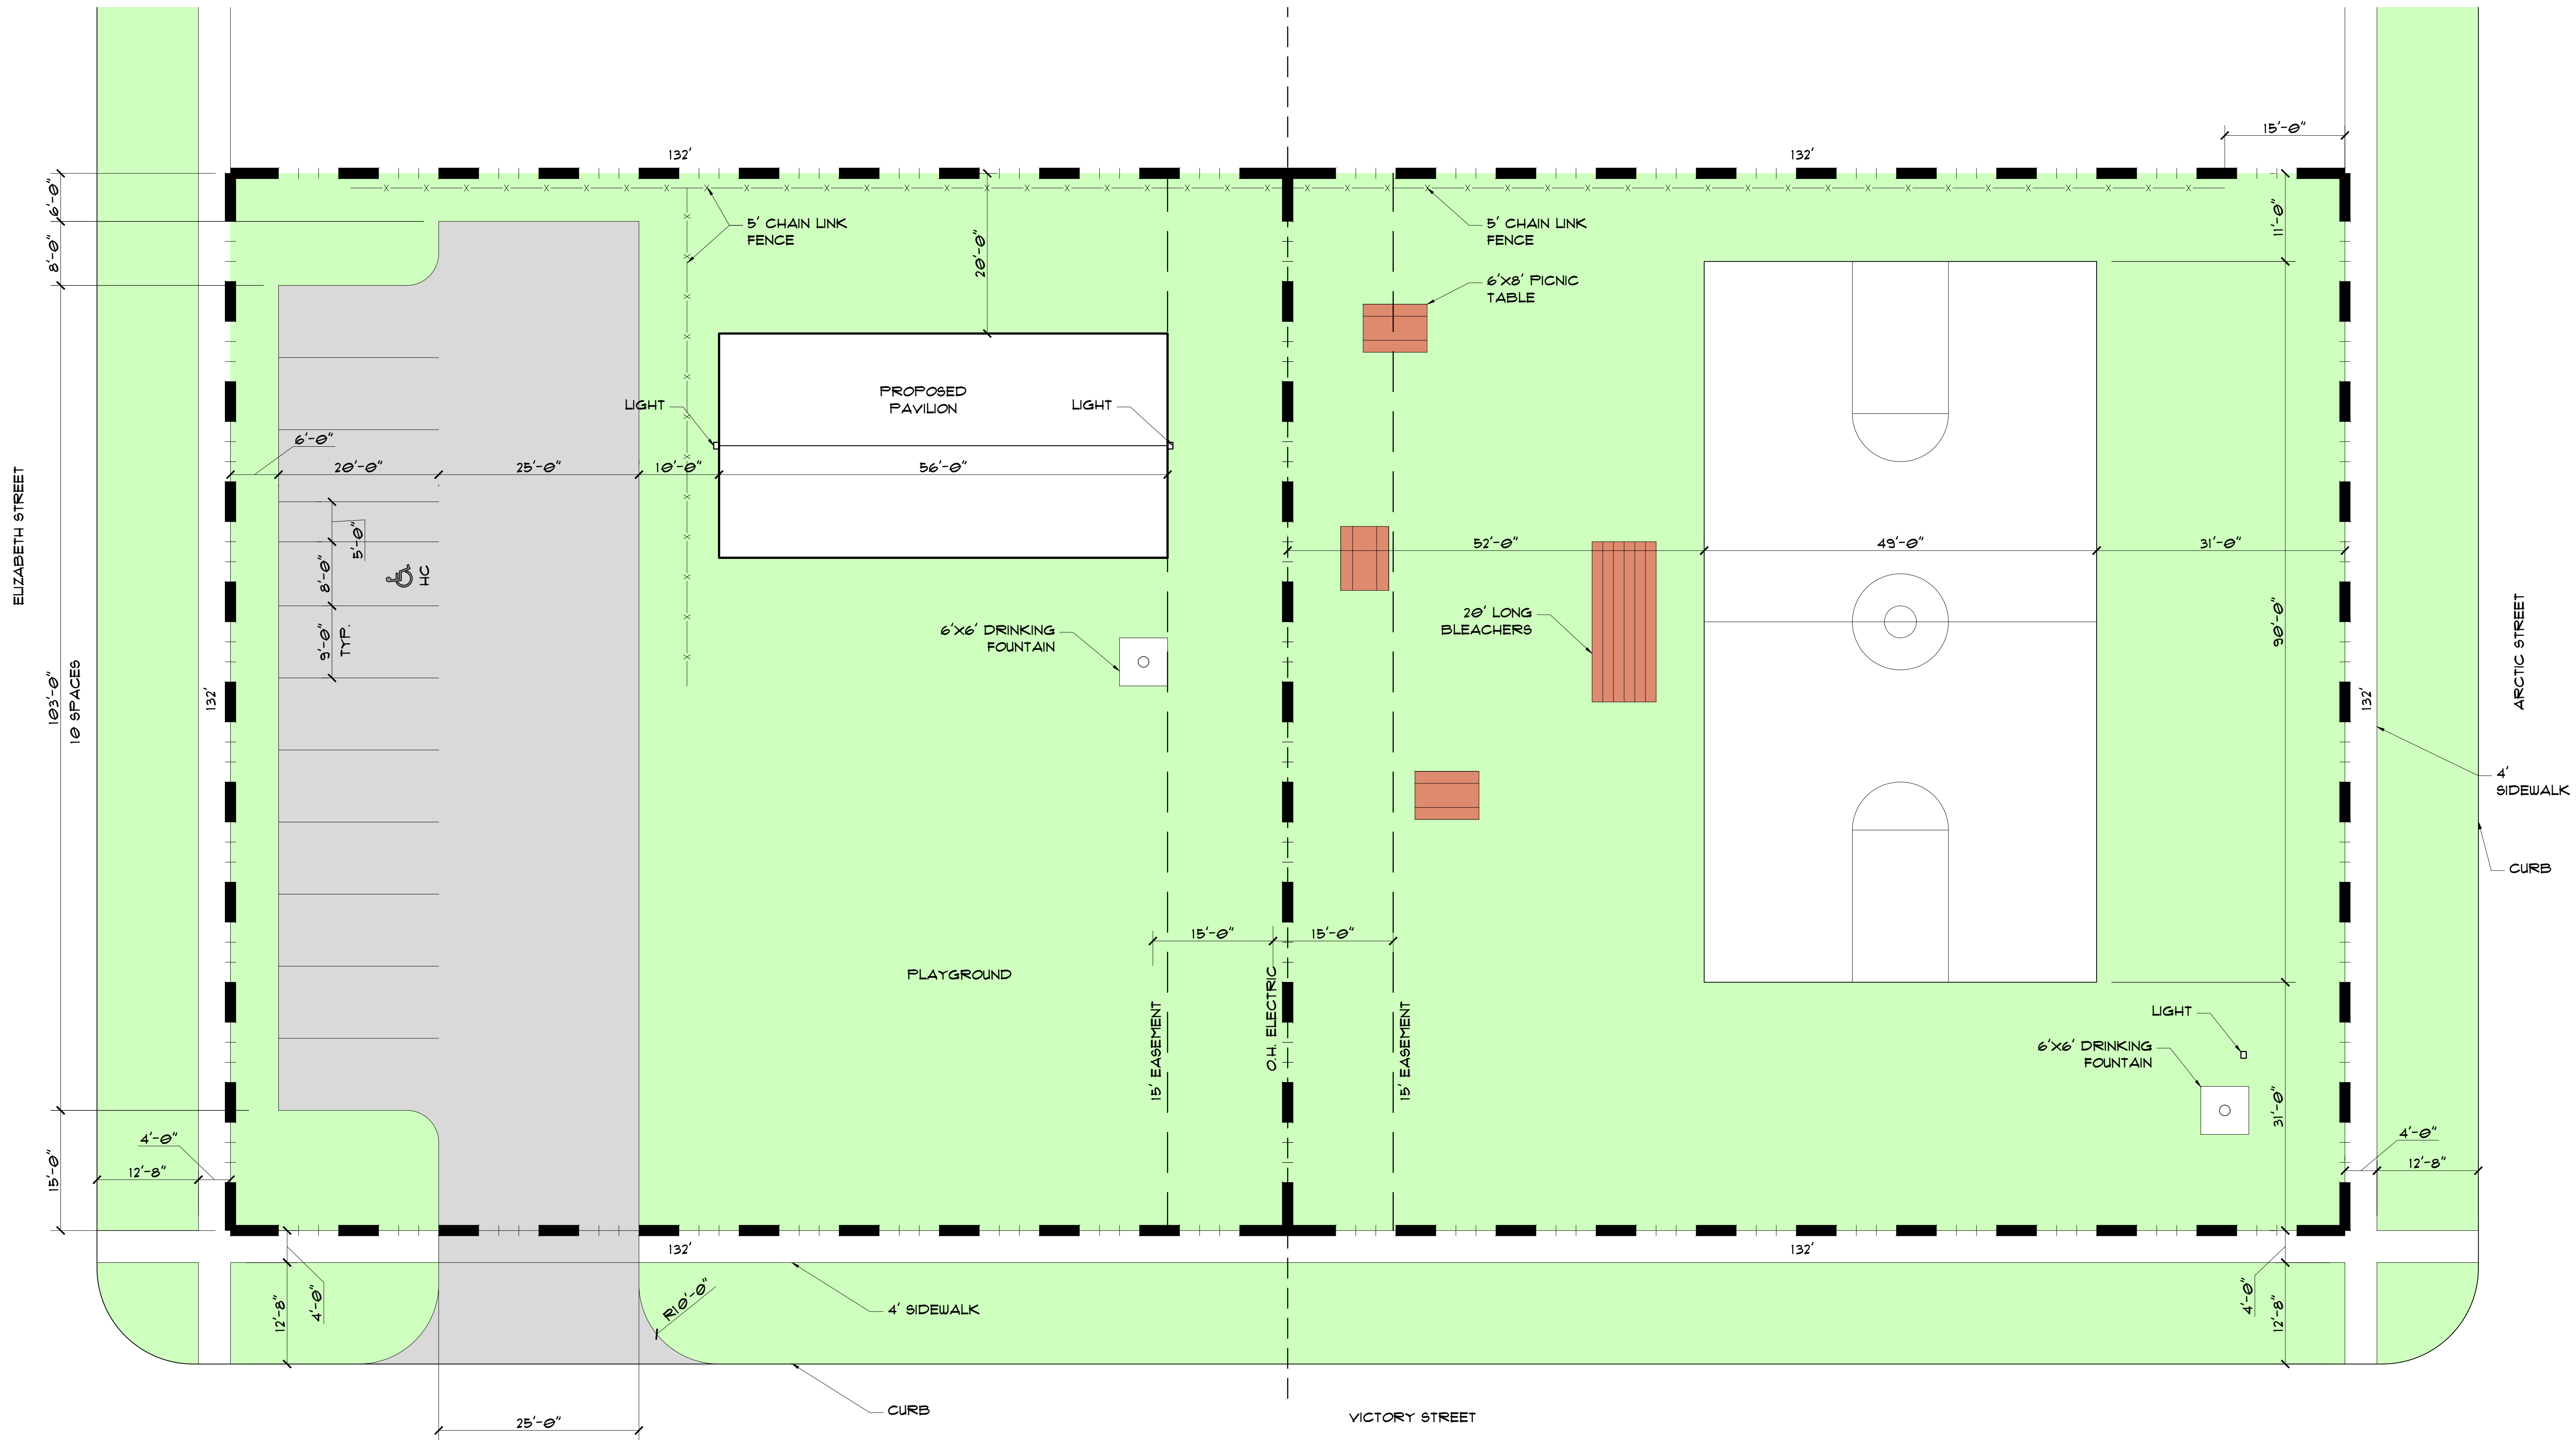 15'-0"
132'
132'
6'-0"
8'-0"
11'-0"
20'-0"
5' CHAIN LINK
FENCE
5' CHAIN LINK
FENCE
6'X8' PICNIC
TABLE
PROPOSED
PAVILION
LIGHT
LIGHT
6'-0"
20'-0"
25'-0"
10'-0"
56'-0"
ELIZABETH STREET
5'-0"
8'-0"
HC
9'-0"
TYP.
52'-0"
49'-0"
31'-0"
90'-0"
20' LONG
BLEACHERS
6'X6' DRINKING
FOUNTAIN
103'-0"
10 SPACES
132'
132'
ARCTIC STREET
4'
SIDEWALK
CURB
15'-0"
15'-0"
PLAYGROUND
15' EASEMENT
O.H. ELECTRIC
15' EASEMENT
LIGHT
6'X6' DRINKING
FOUNTAIN
31'-0"
4'-0"
12'-8"
15'-0"
4'-0"
12'-8"
132'
132'
4'-0"
12'-8"
R10'-0"
4' SIDEWALK
4'-0"
12'-8"
25'-0"
CURB
VICTORY STREET